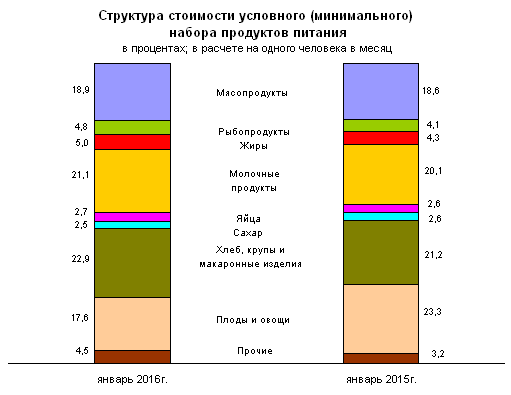 Структура стоимости условного (минимального)
набора продуктов питания
в процентах; в расчете на одного человека в месяц
18,9
Мясопродукты
18,6
4,8
Рыбопродукты
4,1
5,0
Жиры
4,3
21,1
Молочные
продукты
20,1
2,7
Яйца
2,6
2,5
Сахар
2,6
22,9
Хлеб, крупы и
макаронные изделия
21,2
17,6
Плоды и овощи
23,3
4,5
Прочие
3,2
январь 2016г.
январь 2015г.